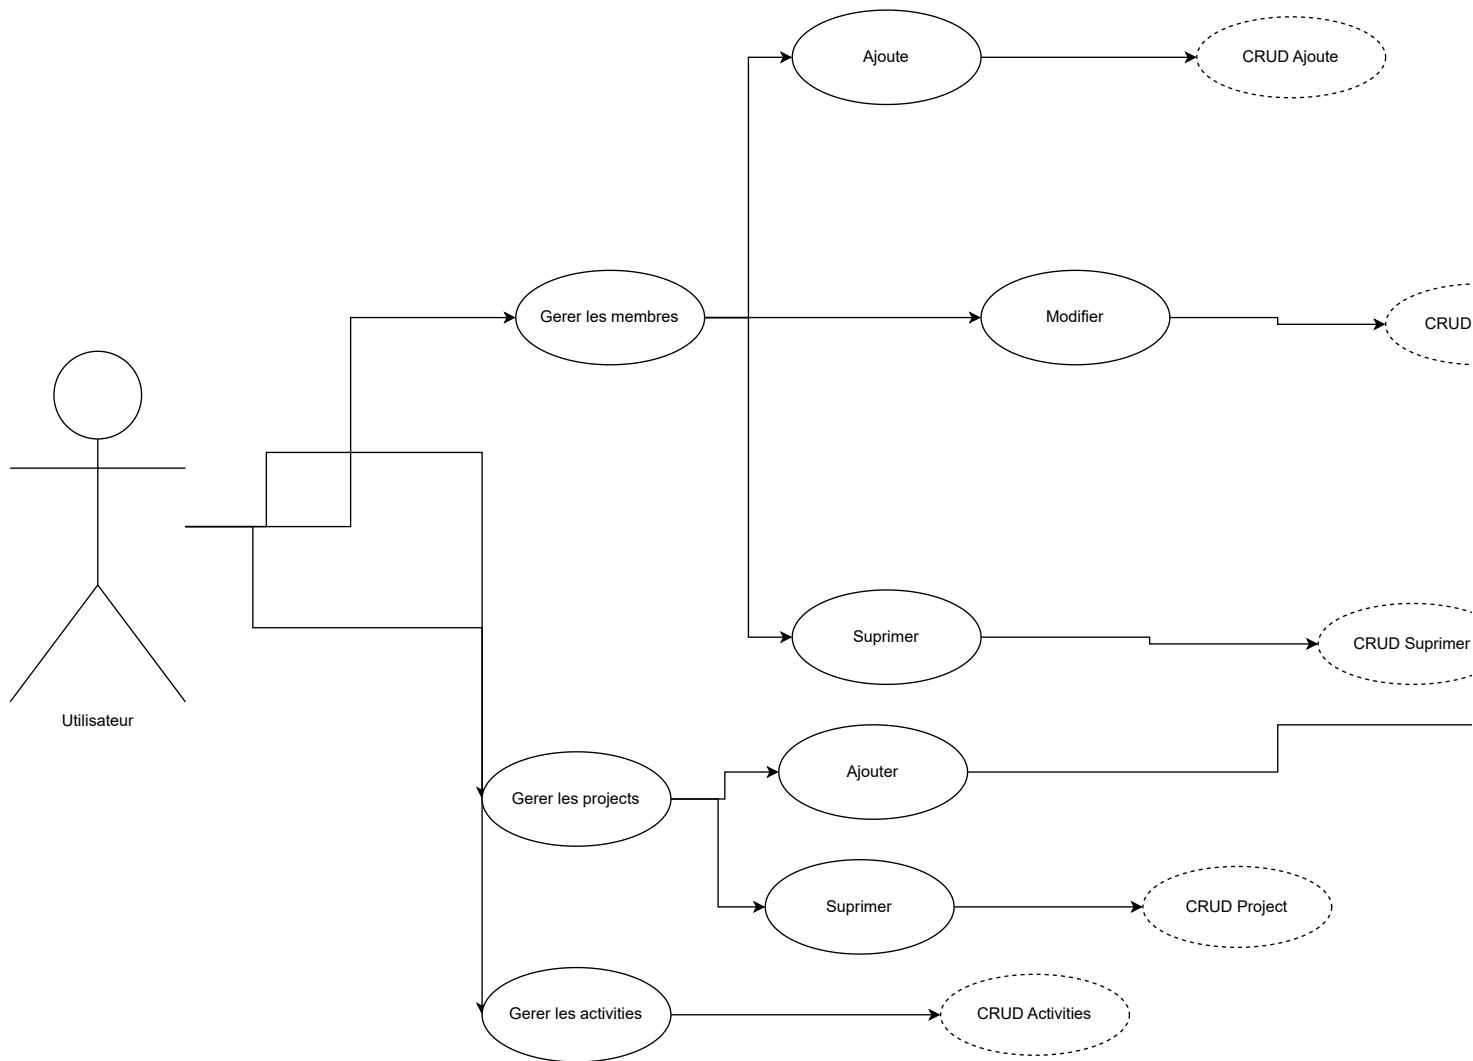 Ajoute
CRUD Ajoute
Gerer les membres
Modifier
CRUD
Suprimer
CRUD Suprimer
Utilisateur
Gerer les projects
Ajouter
Suprimer
CRUD Project
Gerer les activities
CRUD Activities